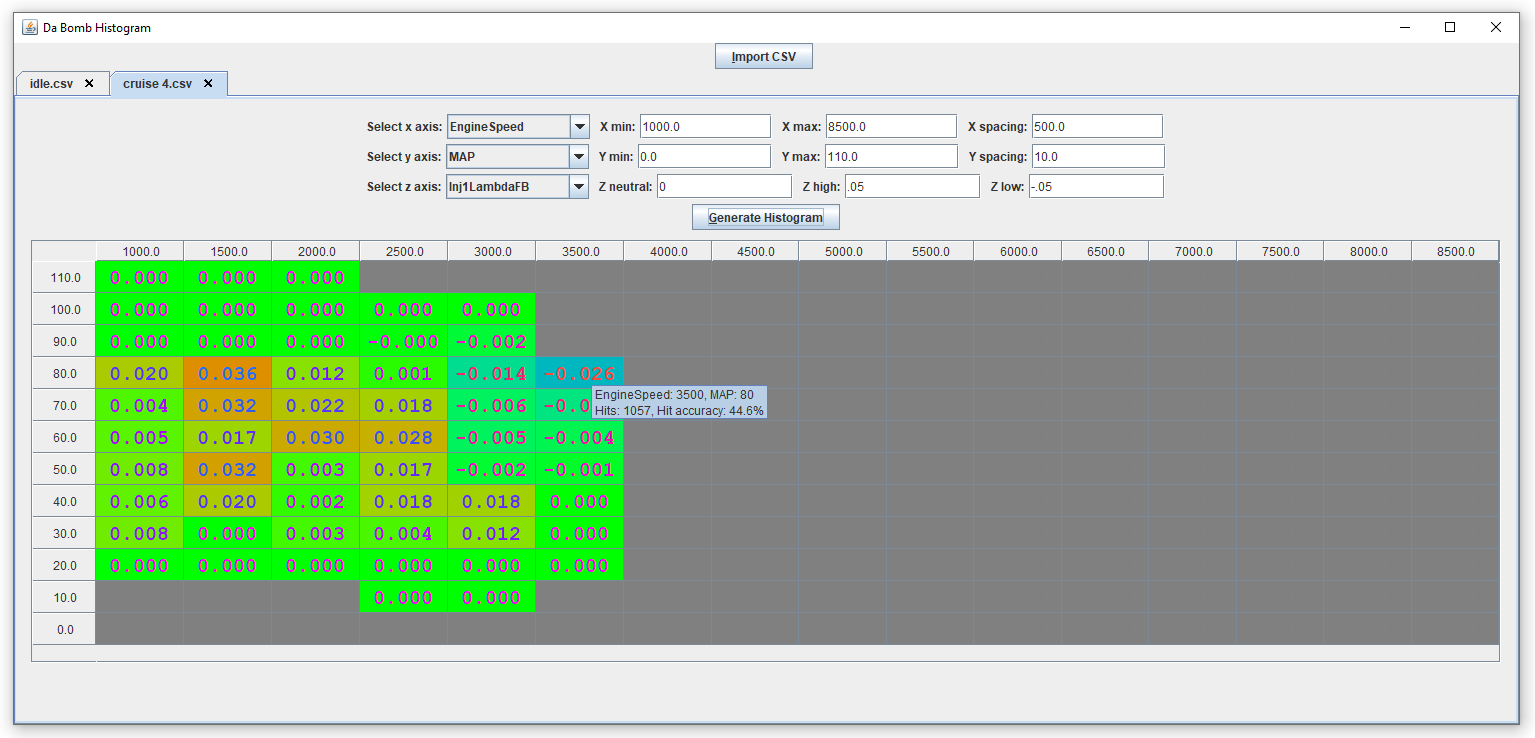 Da Bomb Histogram
Import CSV
idle.csv cruise 4.csv
Select x axis: EngineSpeed X min: 1000.0 X max: 8500.0 X spacing: 500.0
Select y axis: MAP Y min: 0.0 Y max: 110.0 Y spacing: 10.0
Select z axis: Inj1LambdaFB Z neutral: 0 Z high: .05 Z low: -.05
Generate Histogram
1000.0 1500.0 2000.0 2500.0 3000.0 3500.0 4000.0 4500.0 5000.0 5500.0 6000.0 6500.0 7000.0 7500.0 8000.0 8500.0
110.0 0.000 0.000 0.000
100.0 0.000 0.000 0.000 0.000 0.000
90.0 0.000 0.000 0.000 -0.000 -0.002
80.0 0.020 0.036 0.012 0.001 -0.014 -0.026
EngineSpeed: 3500, MAP: 80
70.0 0.004 0.032 0.022 0.018 -0.006
Hits: 1057, Hit accuracy: 44.6%
60.0 0.005 0.017 0.030 0.028 -0.005 -0.004
50.0 0.008 0.032 0.003 0.017 -0.002 -0.001
40.0 0.006 0.020 0.002 0.018 0.018 0.000
30.0 0.008 0.000 0.003 0.004 0.012 0.000
20.0 0.000 0.000 0.000 0.000 0.000 0.000
10.0 0.000 0.000
0.0